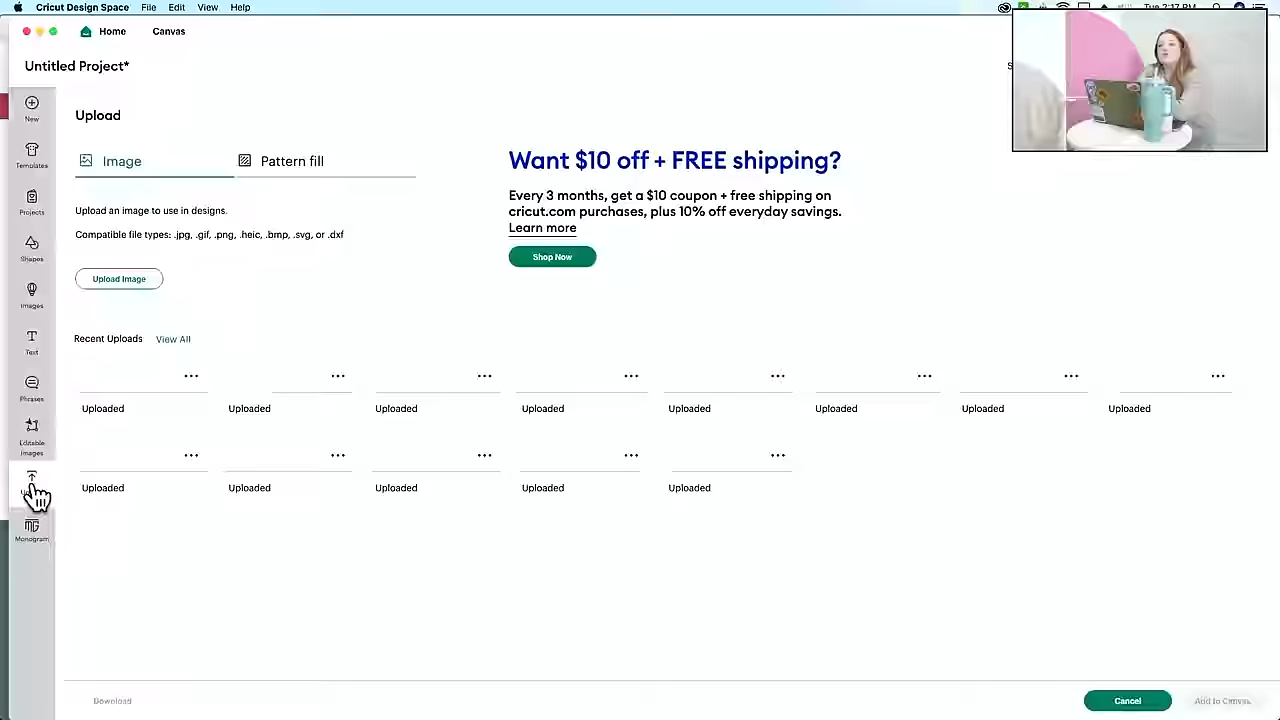 Cricut Design Space File Edit View Help
Home Canvas
Untitled Project*
New
Templates
Projects
Shapes
Images
Text
Phrases
Editable
Images
Monogram
Upload
Image Pattern fill
Upload an image to use in designs.
Compatible file types: .jpg, .gif, .png, .heic, .bmp, .svg, or .dxf
Upload Image
Want $10 off + FREE shipping?
Every 3 months, get a $10 coupon + free shipping on
cricut.com purchases, plus 10% off everyday savings.
Learn more
Shop Now
Recent Uploads View All
Uploaded Uploaded Uploaded Uploaded Uploaded Uploaded Uploaded Uploaded
Uploaded Uploaded Uploaded Uploaded Uploaded
Download Cancel Add to Canvas